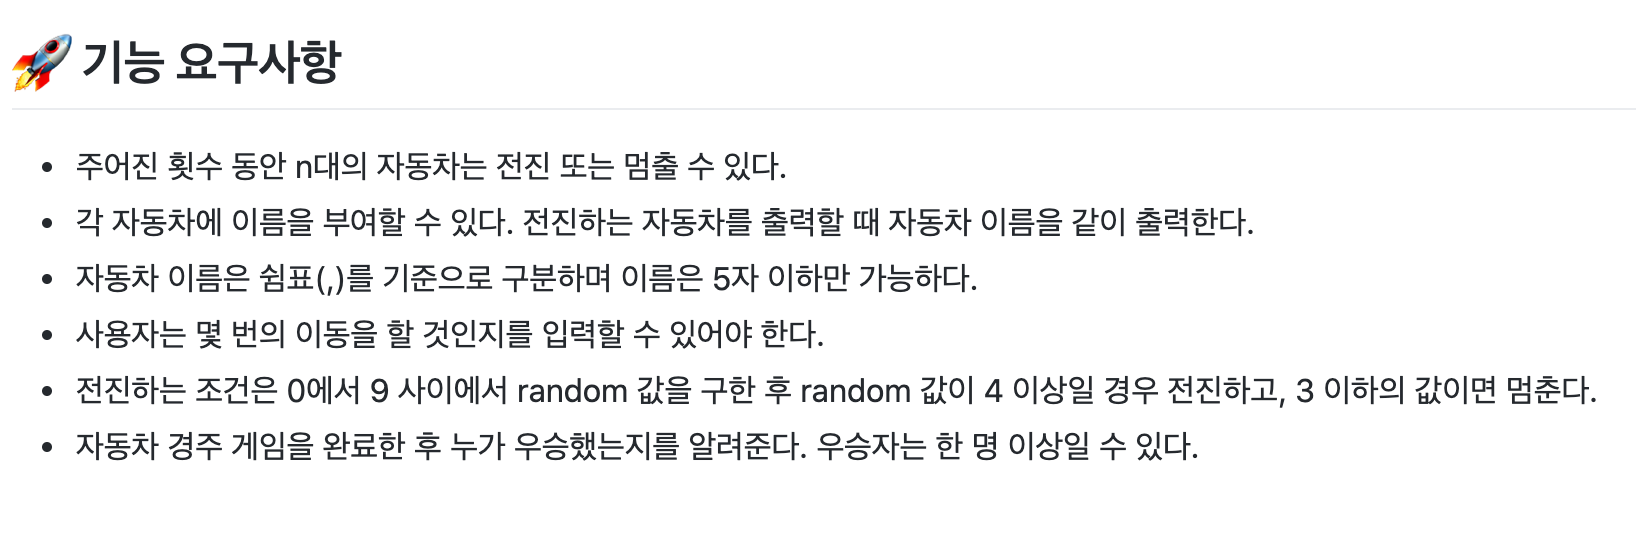 🚀 기능 요구사항
• 주어진 횟수 동안 n대의 자동차는 전진 또는 멈출 수 있다.
• 각 자동차에 이름을 부여할 수 있다. 전진하는 자동차를 출력할 때 자동차 이름을 같이 출력한다.
• 자동차 이름은 쉼표(,)를 기준으로 구분하며 이름은 5자 이하만 가능하다.
• 사용자는 몇 번의 이동을 할 것인지를 입력할 수 있어야 한다.
• 전진하는 조건은 0에서 9 사이에서 random 값을 구한 후 random 값이 4 이상일 경우 전진하고, 3 이하의 값이면 멈춘다.
• 자동차 경주 게임을 완료한 후 누가 우승했는지를 알려준다. 우승자는 한 명 이상일 수 있다.